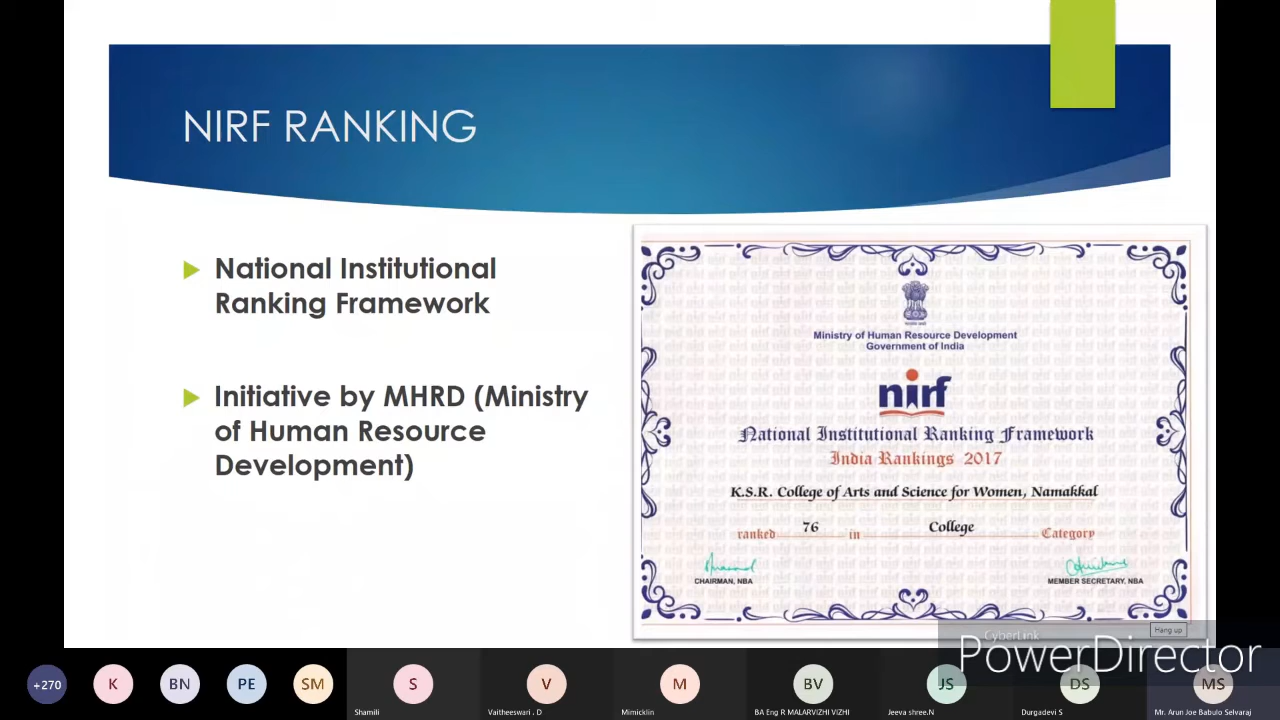 NIRF RANKING
National Institutional
Ranking Framework
Initiative by MHRD (Ministry
of Human Resource
Development)
Ministry of Human Resource Development
Government of India
nirf
National Institutional Ranking Framework
India Rankings 2017
K.S.R. College of Arts and Science for Women, Namakkal
ranked 76 in College Category
CHAIRMAN, NBA
MEMBER SECRETARY, NBA
Hang up
CyberLink
PowerDirector
+270
K
BN
PE
SM
S
V
M
BV
JS
DS
MS
Shamili
Vaitheeswari . D
Mimicklin
BA Eng R MALARVIZHI VIZHI
Jeeva shree.N
Durgadevi S
Mr. Arun Joe Babulo Selvaraj